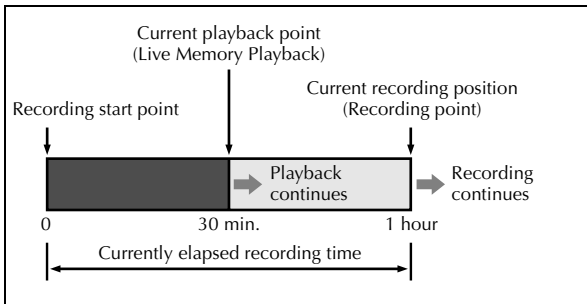 Current playback point
(Live Memory Playback)
Current recording position
(Recording point)
Recording start point
Playback
continues
Recording
continues
0
30 min.
1 hour
Currently elapsed recording time